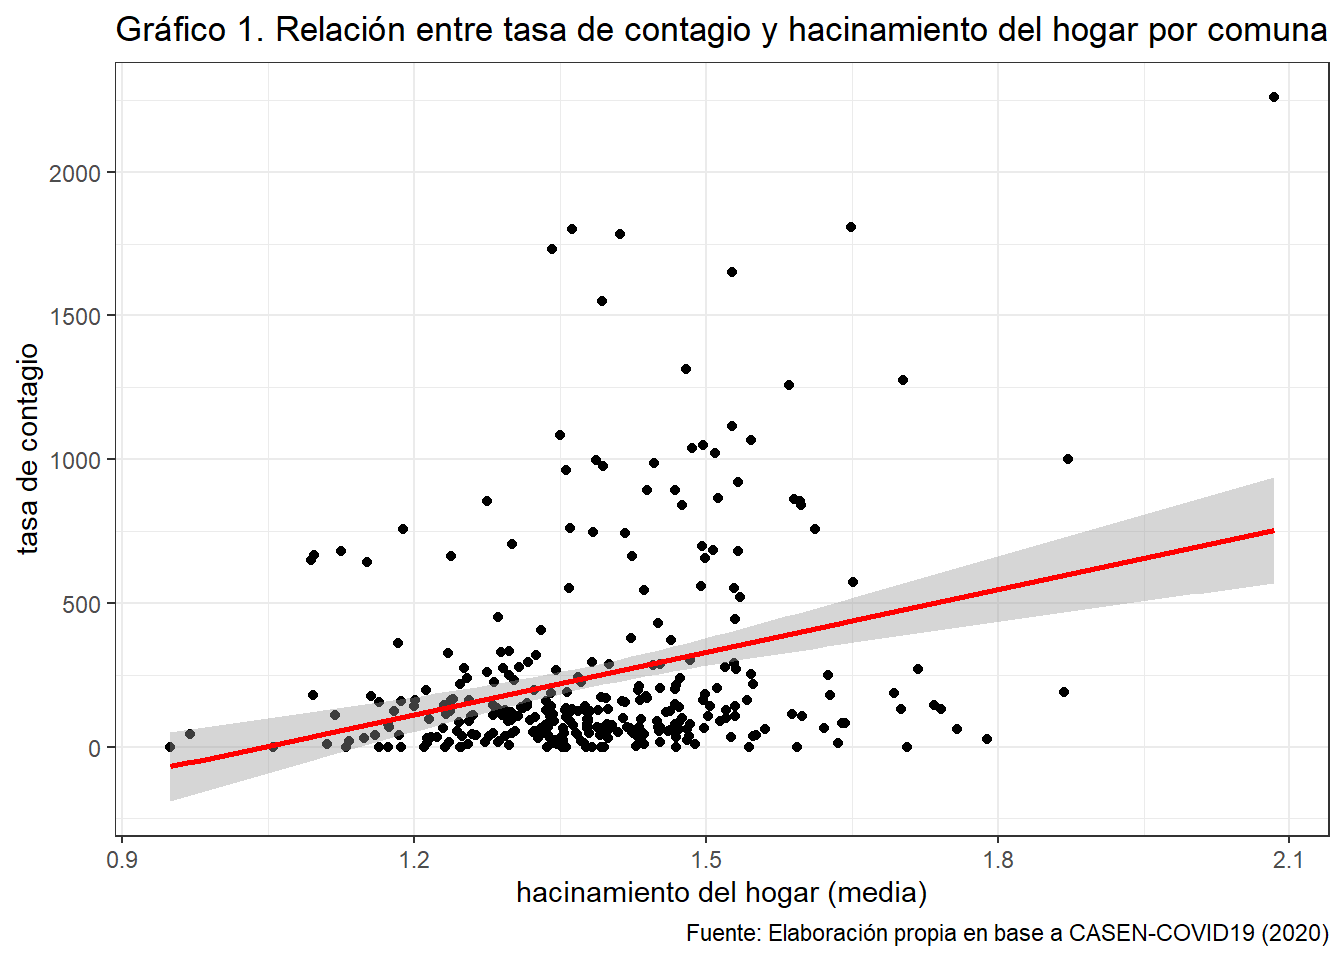 Gráfico 1. Relación entre tasa de contagio y hacinamiento del hogar por comuna
tasa de contagio
2000
1500
1000
500
0
0.9
1.2
1.5
1.8
2.1
hacinamiento del hogar (media)
Fuente: Elaboración propia en base a CASEN-COVID19 (2020)